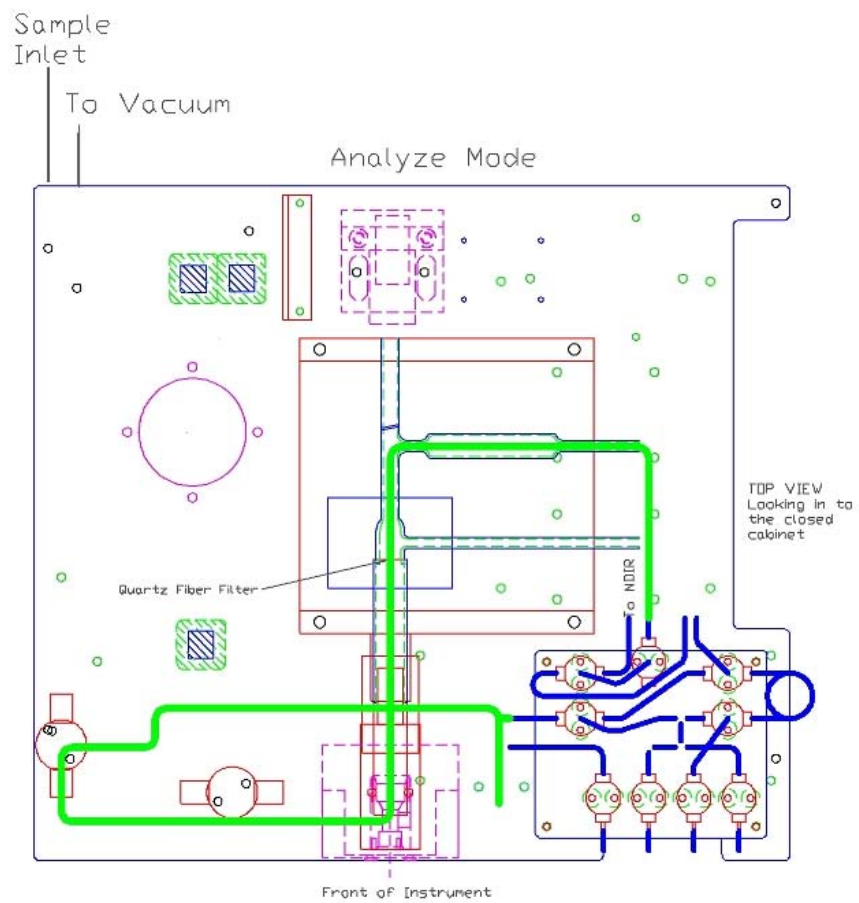 Sample
Inlet
To Vacuum
Analyze Mode
TOP VIEW
Looking in to
the closed
cabinet
Quartz Fiber Filter
To NDIR
Front of Instrument